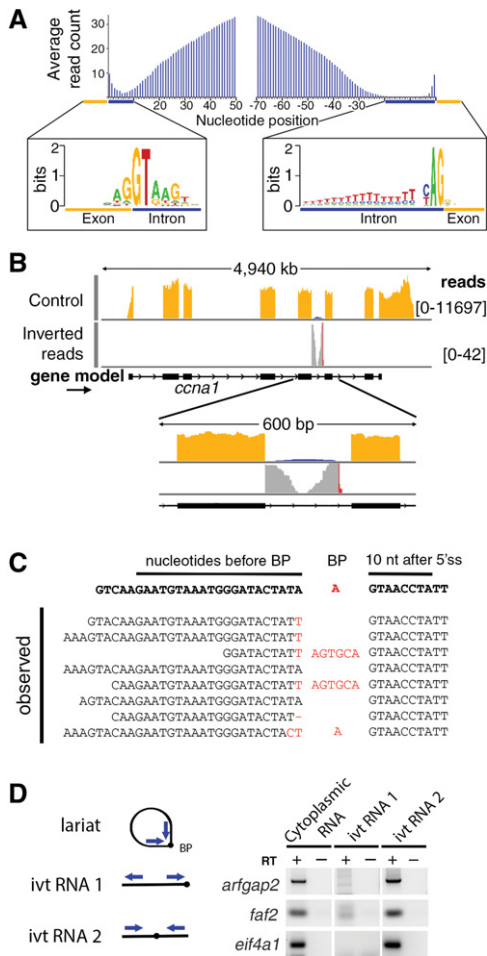 A
Average
read count
30
20
10
10 20 30 40 50 -70 -60 -50 -40 -30 -20 -10
Nucleotide position
2
1
0
bits
AGGTAAGT
Exon Intron
2
1
0
bits
CAG
Intron Exon
B
4,940 kb
reads
Control
[0-11697]
Inverted
reads
[0-42]
gene model
ccna1
600 bp
C
nucleotides before BP BP 10 nt after 5'ss
GTCAAGAATGTAAATGGGATACTATA A GTAACCTATT
observed
GTACAAGAATGTAAATGGGATACTATT GTAACCTATT
AAAGTACAAGAATGTAAATGGGATACTATT GTAACCTATT
GGATACTATT AGTGCA GTAACCTATT
AAAGTACAAGAATGTAAATGGGATACTATA GTAACCTATT
CAAGAATGTAAATGGGATACTATT AGTGCA GTAACCTATT
AGTACAAGAATGTAAATGGGATACTATA GTAACCTATT
CAAGAATGTAAATGGGATACTAT- GTAACCTATT
AAAGTACAAGAATGTAAATGGGATACTACT A GTAACCTATT
D
lariat
BP
ivt RNA 1
ivt RNA 2
Cytoplasmic
RNA
ivt RNA 1
ivt RNA 2
RT + – + – + –
arfgap2
faf2
eif4a1